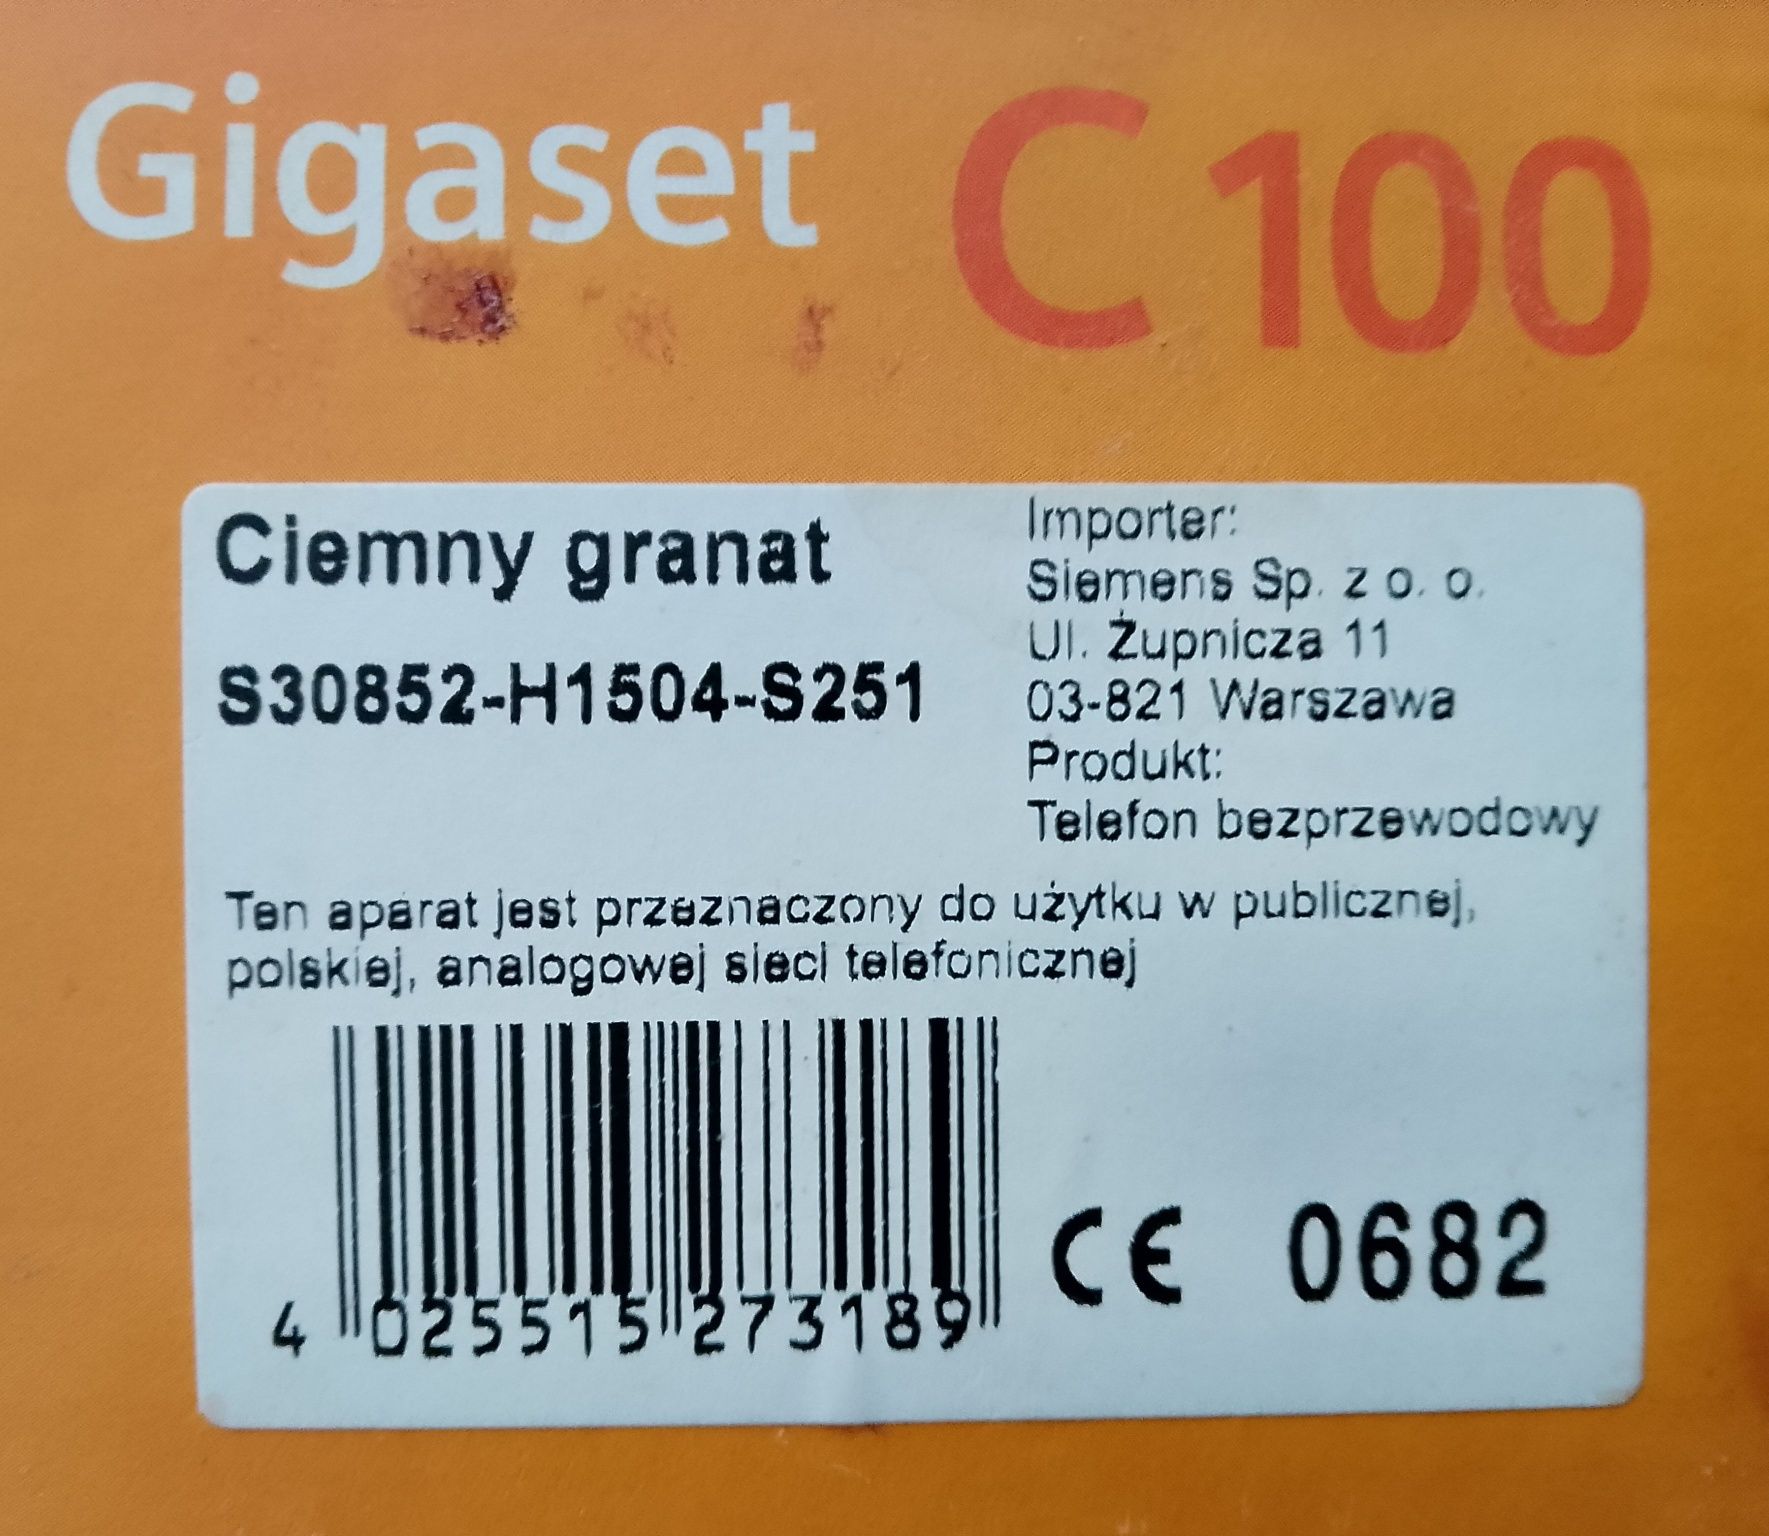 Gigaset C100
Ciemny granat
S30852-H1504-S251
Importer:
Siemens Sp. z o. o.
Ul. Żupnicza 11
03-821 Warszawa
Produkt:
Telefon bezprzewodowy
Ten aparat jest przeznaczony do użytku w publicznej,
polskiej, analogowej sieci telefonicznej
4 025515 273189
CE 0682